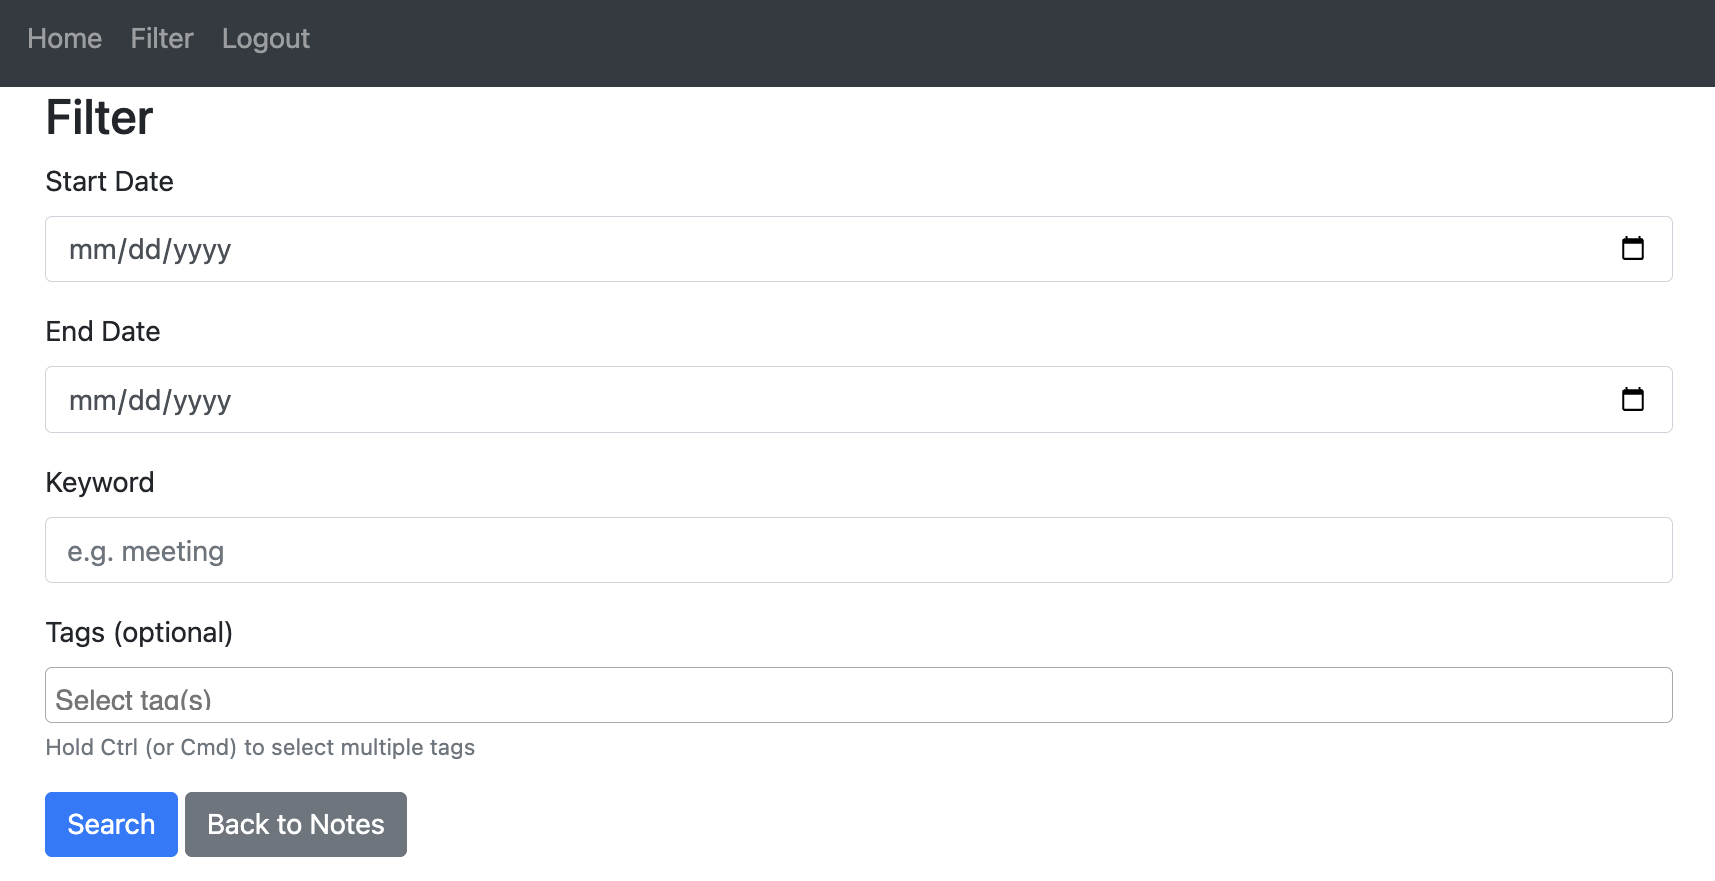 Home Filter Logout
Filter
Start Date
mm/dd/yyyy
End Date
mm/dd/yyyy
Keyword
e.g. meeting
Tags (optional)
Select tag(s)
Hold Ctrl (or Cmd) to select multiple tags
Search Back to Notes